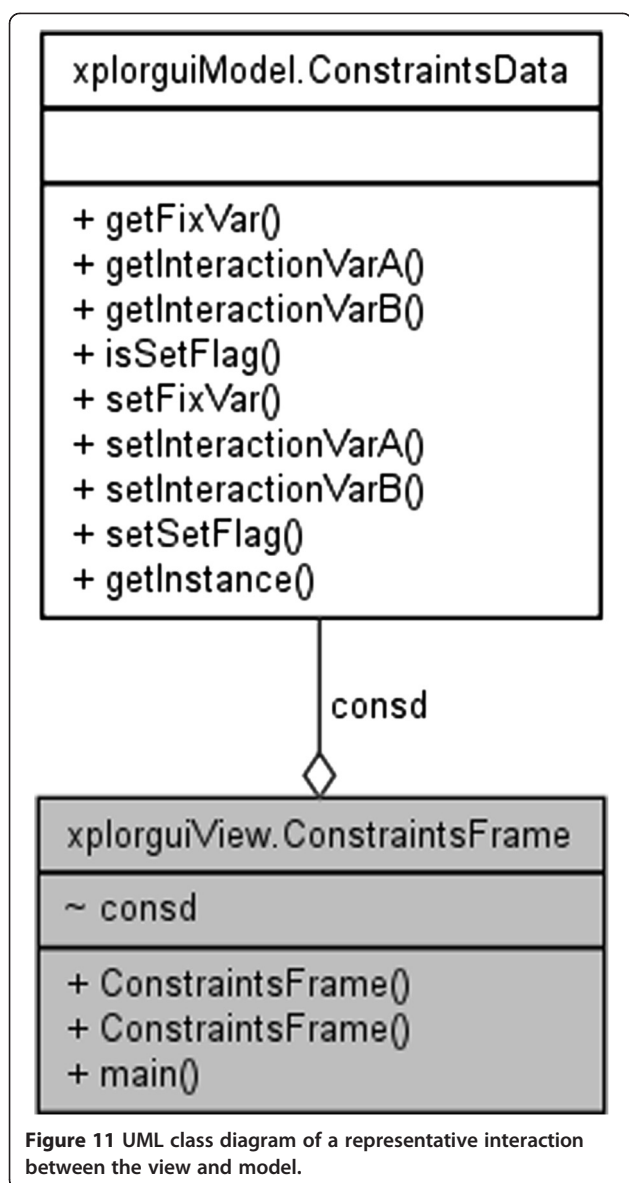 xplorguiModel.ConstraintsData
+ getFixVar()
+ getInteractionVarA()
+ getInteractionVarB()
+ isSetFlag()
+ setFixVar()
+ setInteractionVarA()
+ setInteractionVarB()
+ setSetFlag()
+ getInstance()
consd
xplorguiView.ConstraintsFrame
~ consd
+ ConstraintsFrame()
+ ConstraintsFrame()
+ main()
Figure 11 UML class diagram of a representative interaction
between the view and model.